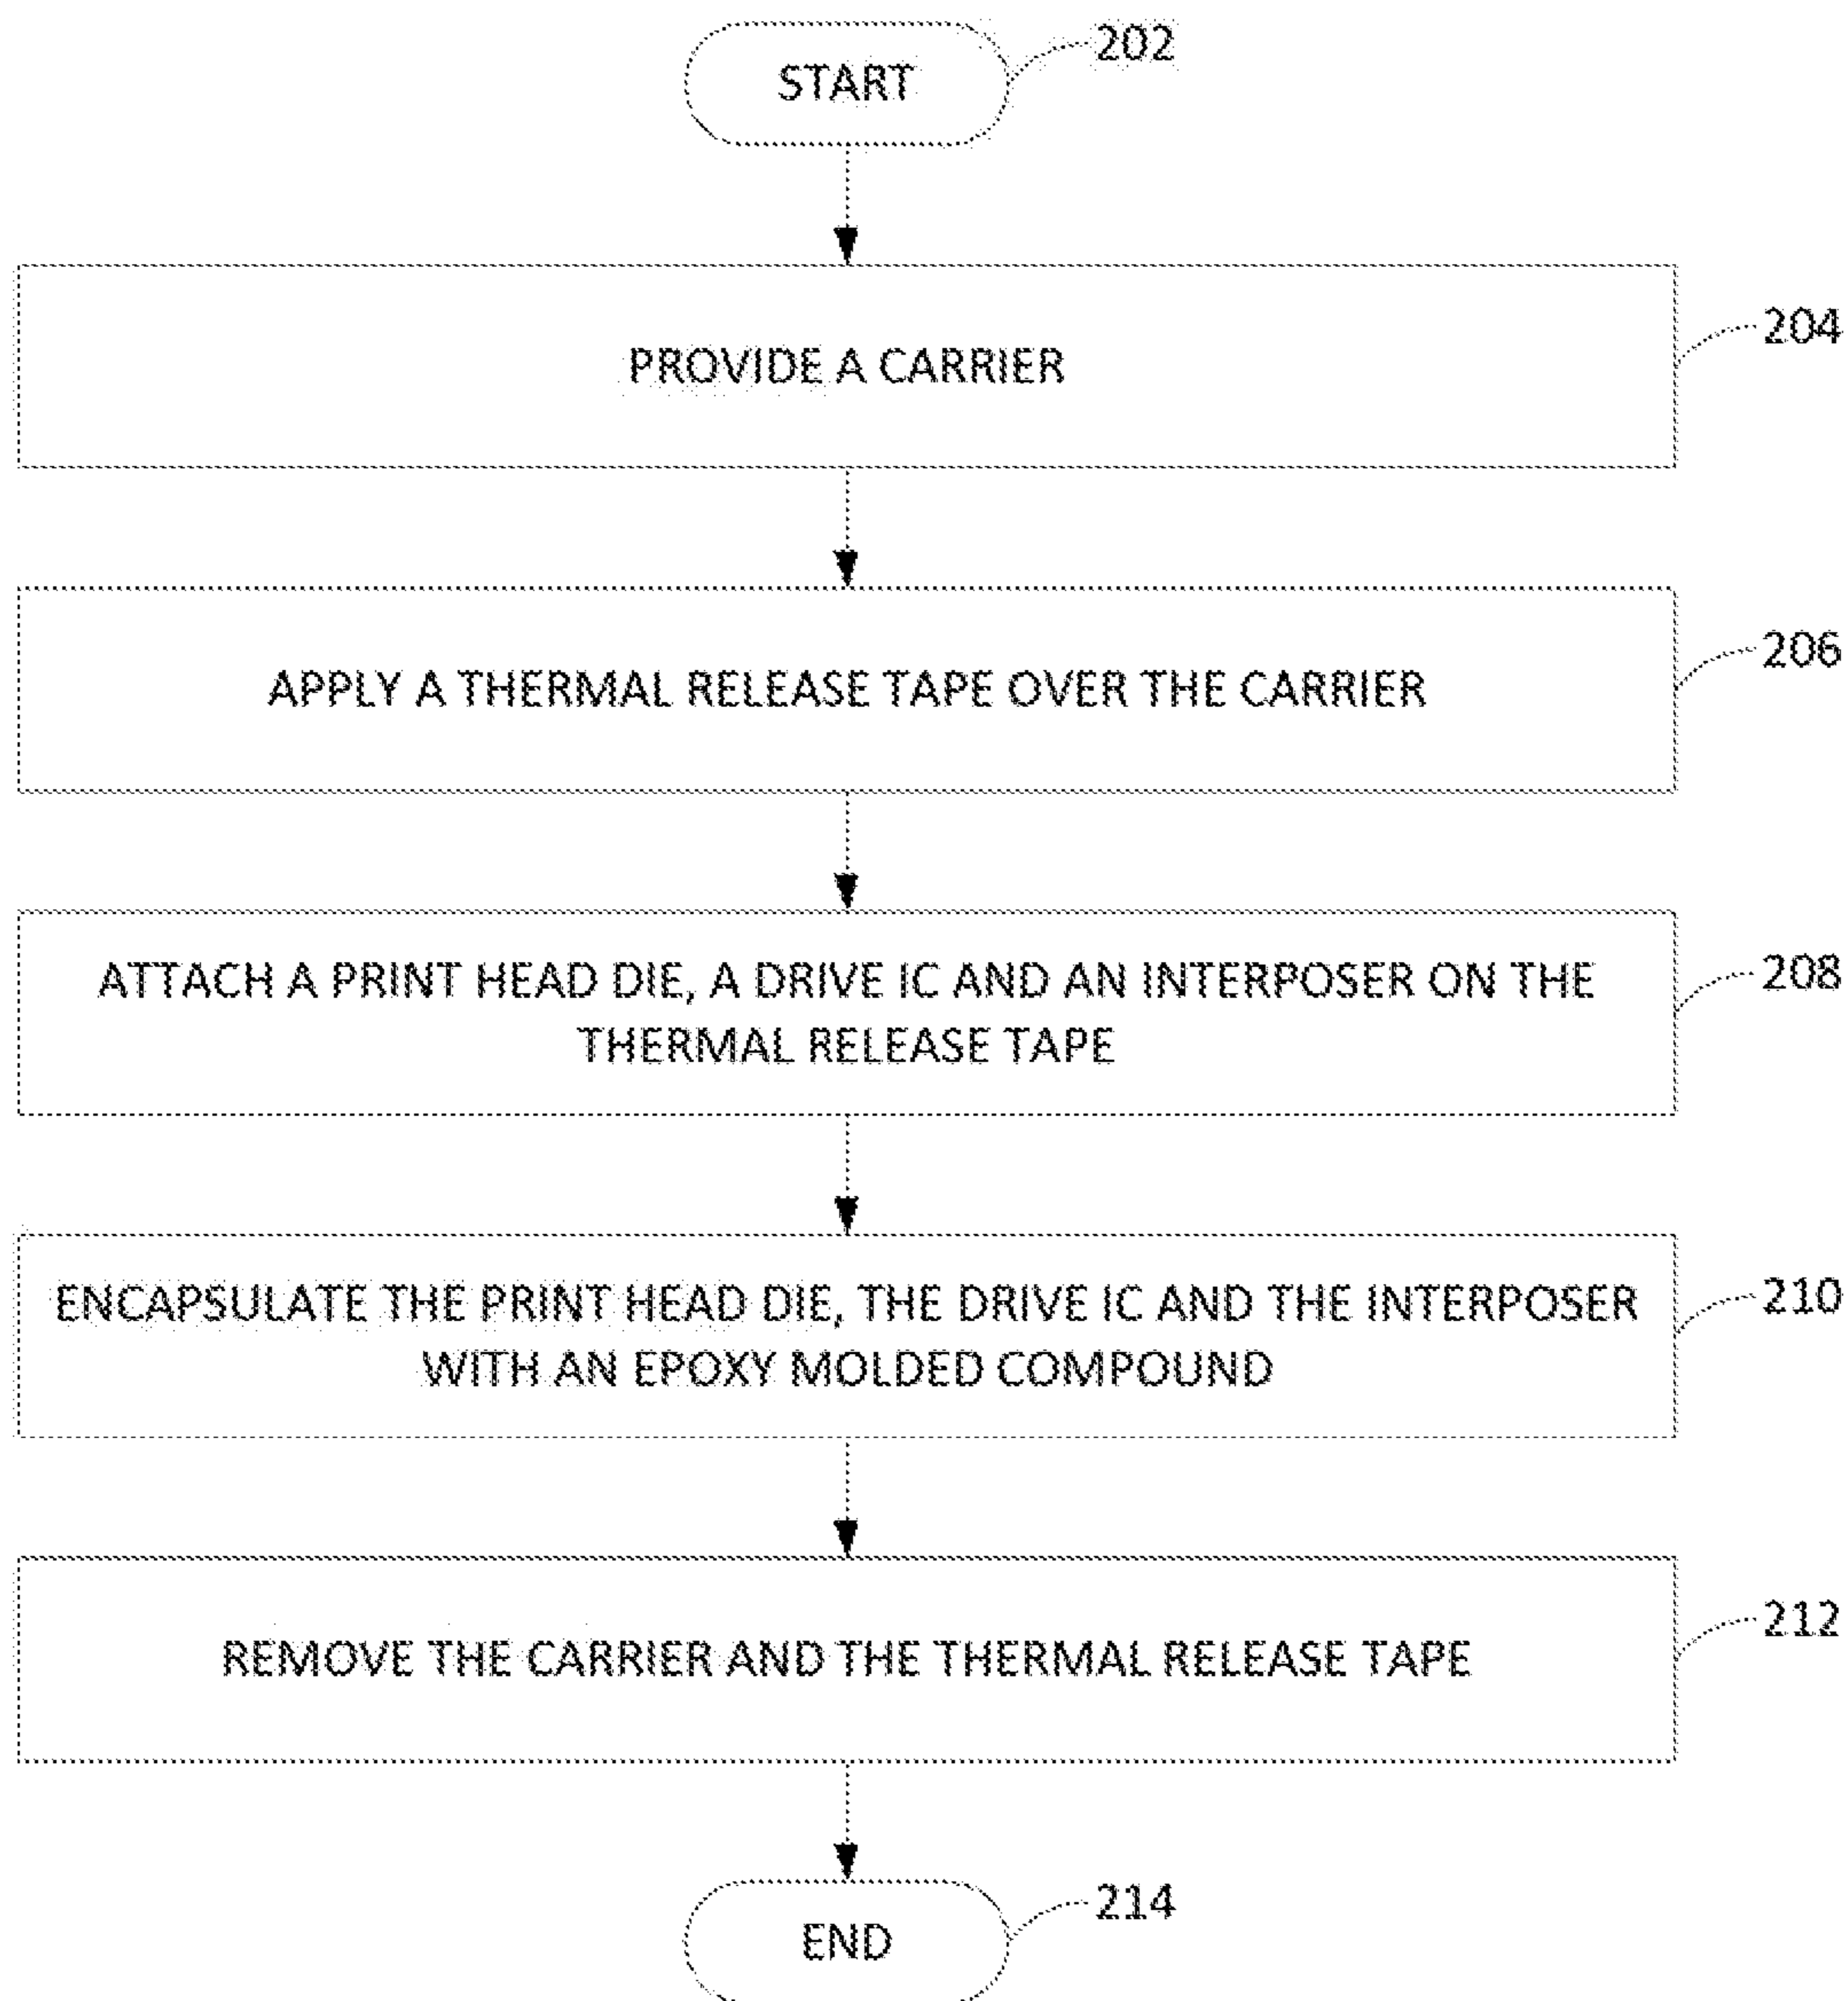 START
202
PROVIDE A CARRIER
204
APPLY A THERMAL RELEASE TAPE OVER THE CARRIER
206
ATTACH A PRINT HEAD DIE, A DRIVE IC AND AN INTERPOSER ON THE
THERMAL RELEASE TAPE
208
ENCAPSULATE THE PRINT HEAD DIE, THE DRIVE IC AND THE INTERPOSER
WITH AN EPOXY MOLDED COMPOUND
210
REMOVE THE CARRIER AND THE THERMAL RELEASE TAPE
212
END
214